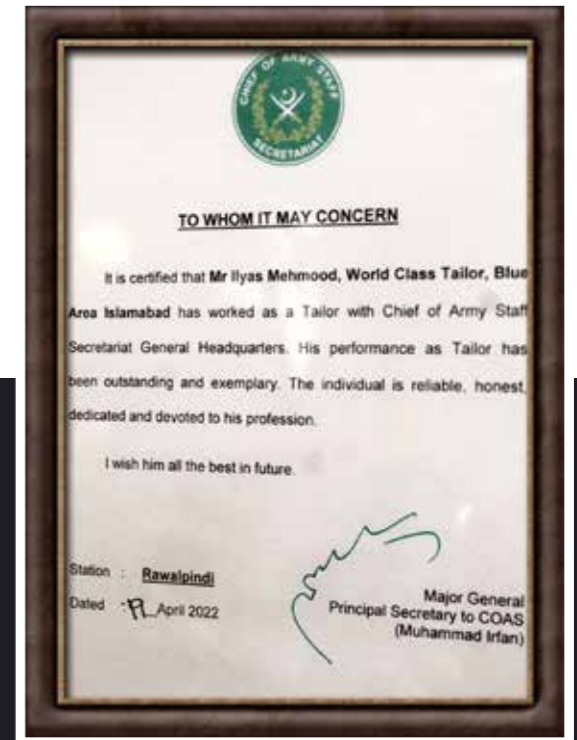 CHIEF OF ARMY STAFF
SECRETARIAT
TO WHOM IT MAY CONCERN
It is certified that Mr Ilyas Mehmood, World Class Tailor, Blue
Area Islamabad has worked as a Tailor with Chief of Army Staff
Secretariat General Headquarters. His performance as Tailor has
been outstanding and exemplary. The individual is reliable, honest,
dedicated and devoted to his profession.
I wish him all the best in future.
Station : Rawalpindi
Dated : April 2022
Major General
Principal Secretary to COAS
(Muhammad Irfan)